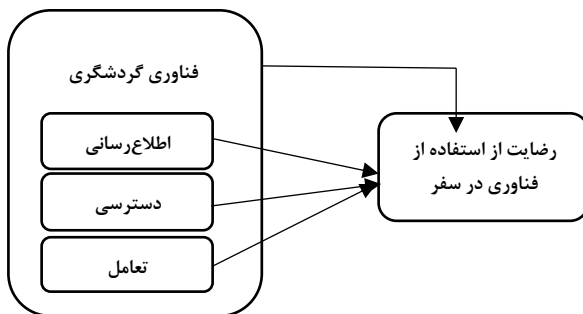 فناوری گردشگری
اطلاع‌رسانی
دسترسی
تعامل
رضایت از استفاده از
فناوری در سفر